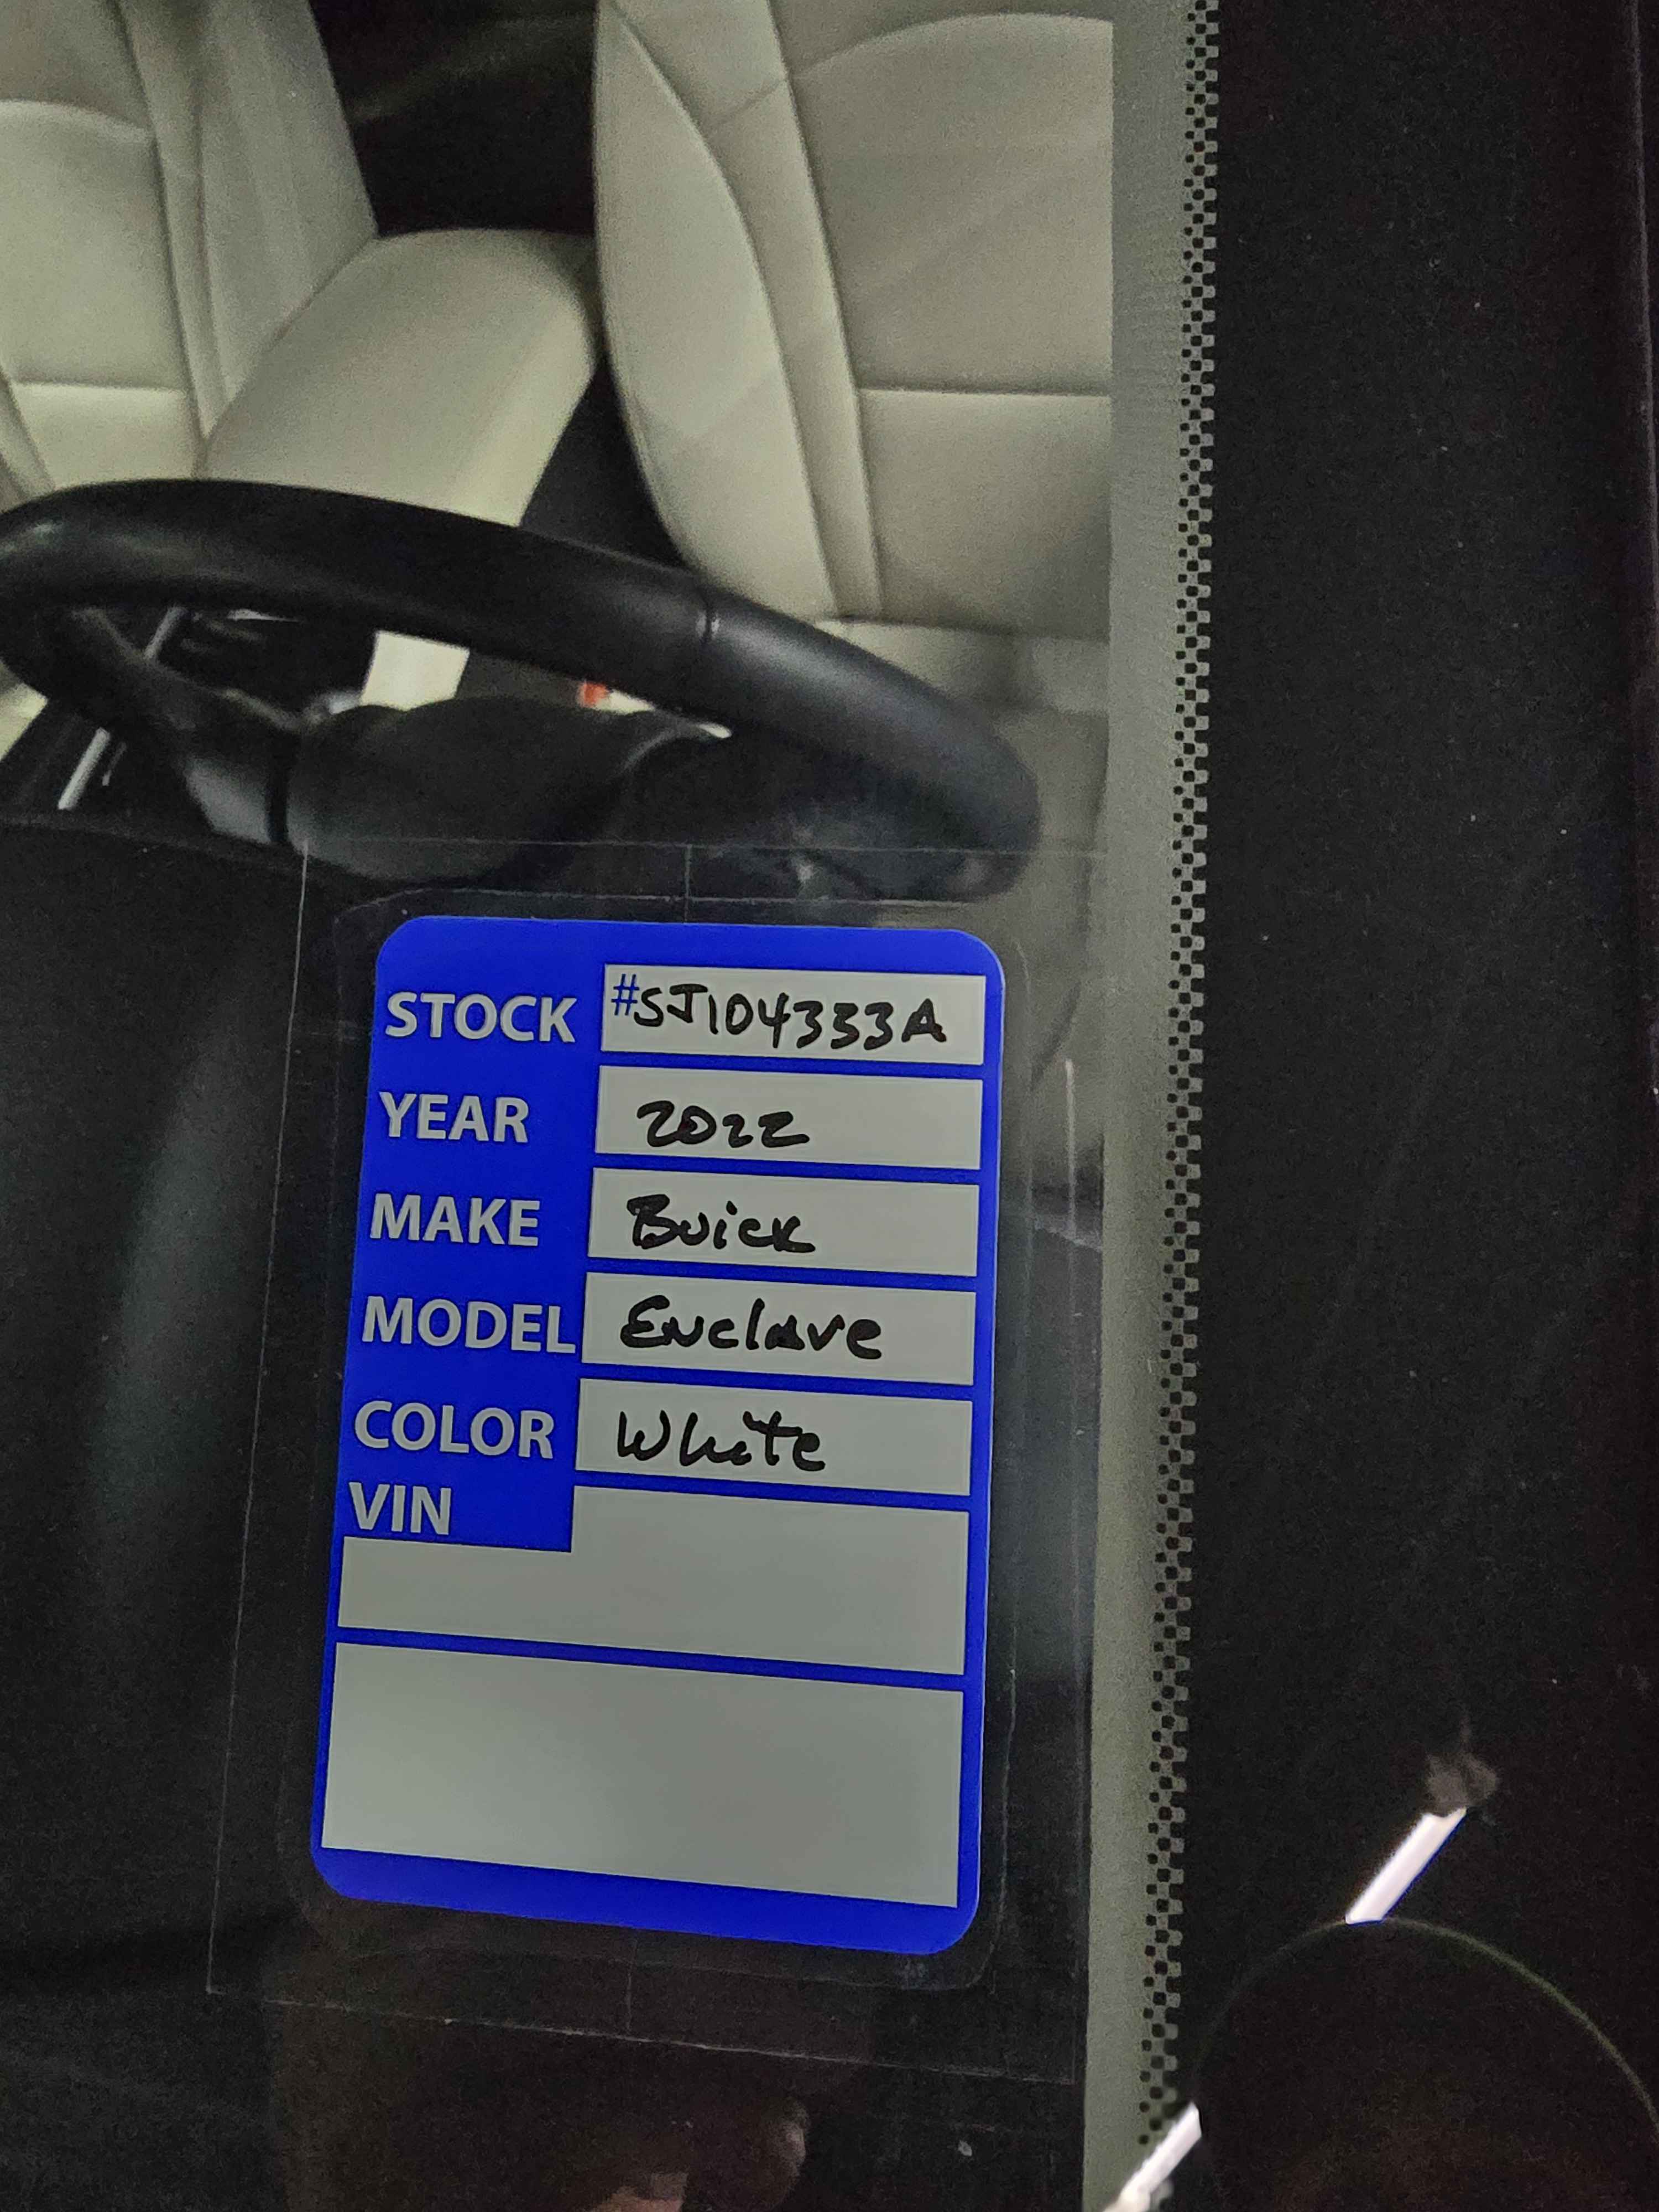 STOCK #SJ104333A
YEAR 2022
MAKE Buick
MODEL Enclave
COLOR White
VIN